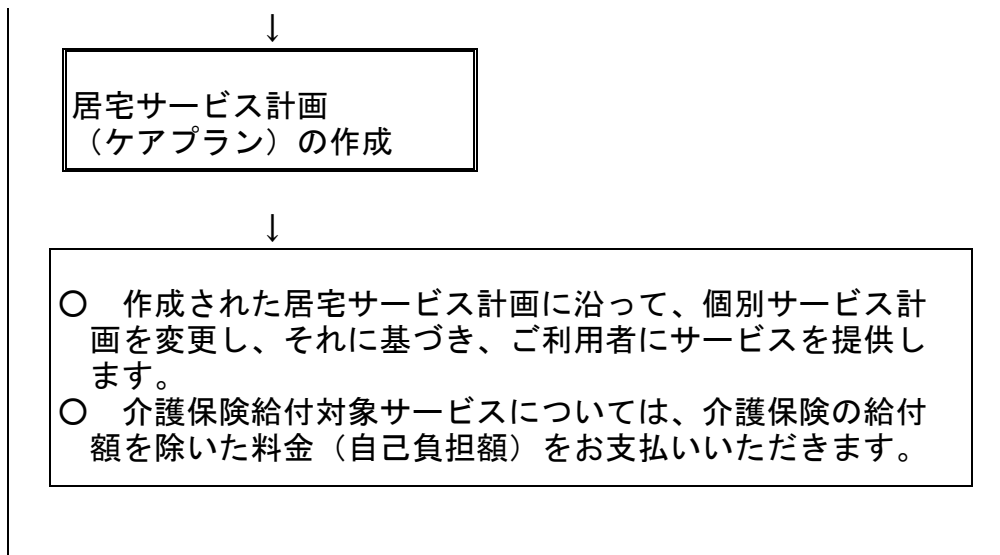 ↓
居宅サービス計画
（ケアプラン）の作成
↓
○　作成された居宅サービス計画に沿って、個別サービス計
画を変更し、それに基づき、ご利用者にサービスを提供し
ます。
○　介護保険給付対象サービスについては、介護保険の給付
額を除いた料金（自己負担額）をお支払いいただきます。